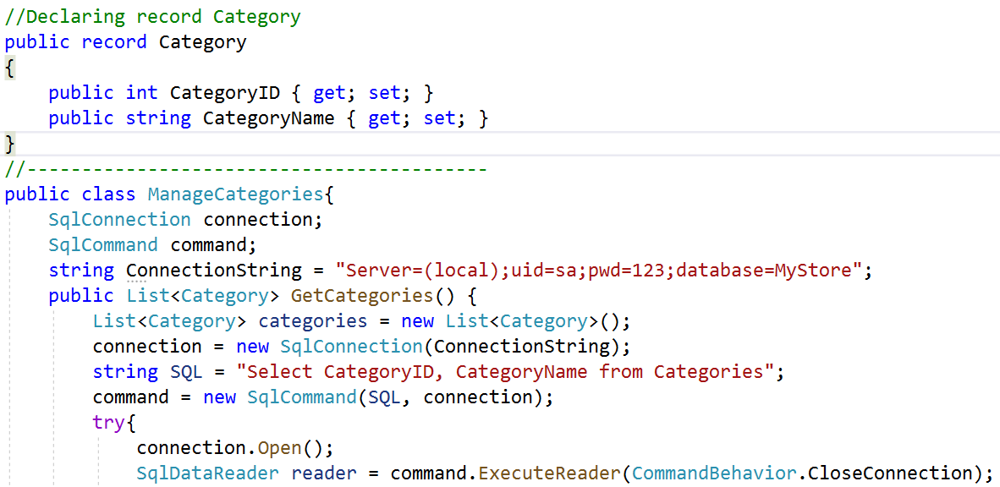 //Declaring record Category
public record Category
{
    public int CategoryID { get; set; }
    public string CategoryName { get; set; }
}
//------------------------------------------
public class ManageCategories{
    SqlConnection connection;
    SqlCommand command;
    string ConnectionString = "Server=(local);uid=sa;pwd=123;database=MyStore";
    public List<Category> GetCategories() {
        List<Category> categories = new List<Category>();
        connection = new SqlConnection(ConnectionString);
        string SQL = "Select CategoryID, CategoryName from Categories";
        command = new SqlCommand(SQL, connection);
        try{
            connection.Open();
            SqlDataReader reader = command.ExecuteReader(CommandBehavior.CloseConnection);